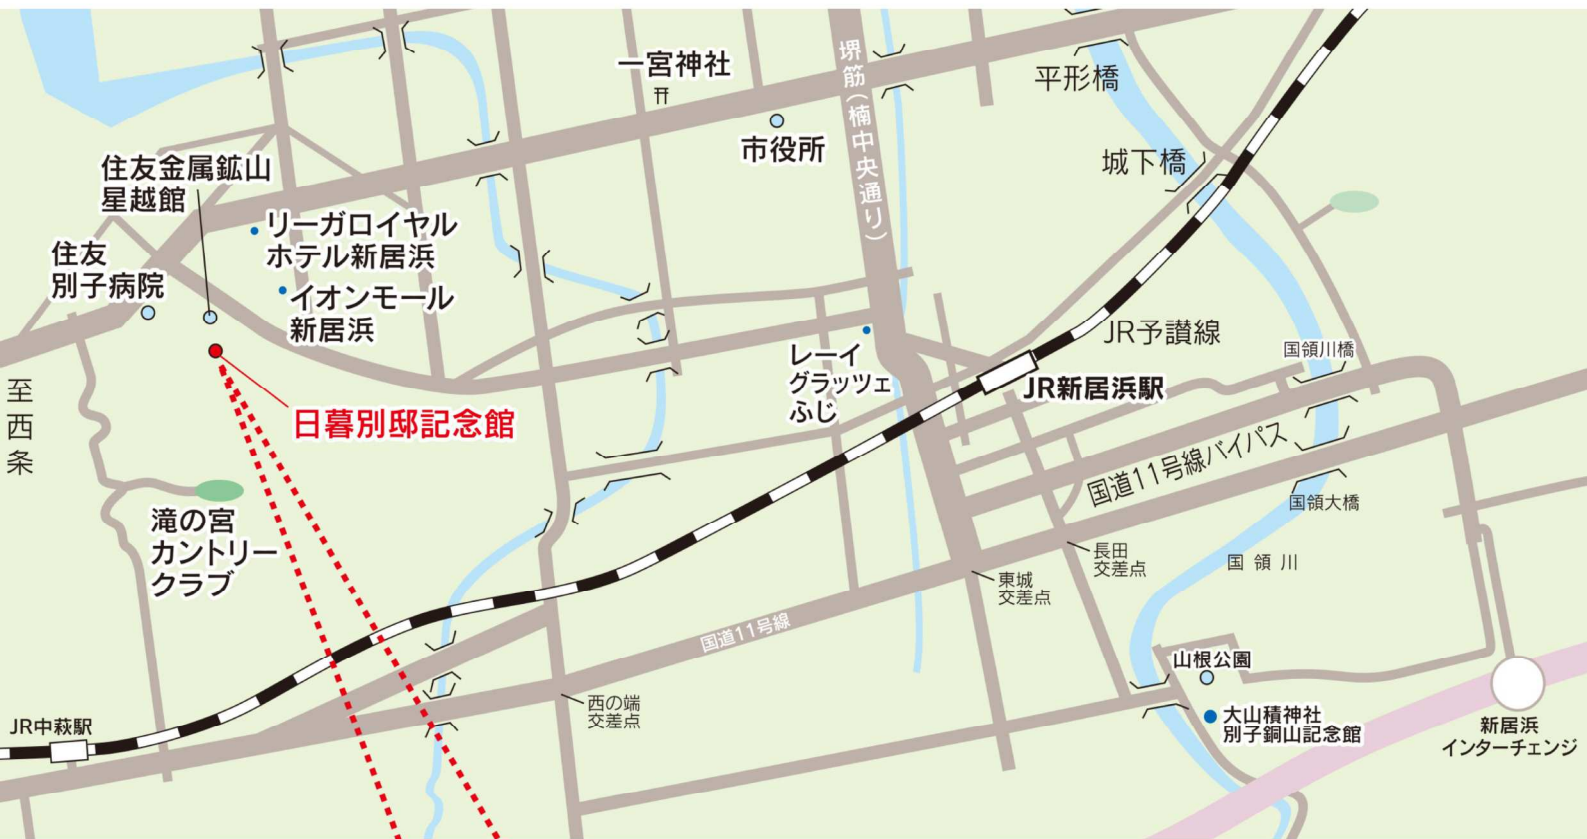 一宮神社
市役所
堺筋(楠中央通り)
平形橋
城下橋
住友金属鉱山
星越館
リーガロイヤル
ホテル新居浜
住友
別子病院
イオンモール
新居浜
JR予讃線
国領川橋
レーイ
グラッツェ
ふじ
JR新居浜駅
至西条
日暮別邸記念館
国道11号線バイパス
国領大橋
滝の宮
カントリー
クラブ
長田
交差点
国領川
東城
交差点
国道11号線
山根公園
西の端
交差点
大山積神社
別子銅山記念館
JR中萩駅
新居浜
インターチェンジ